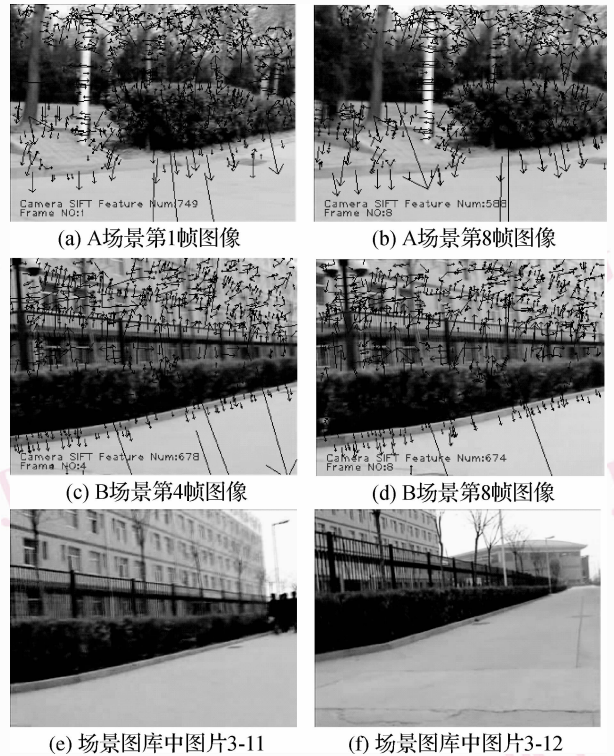 Camera SIFT Feature Num:749
Frame NO:1
Camera SIFT Feature Num:588
Frame NO:8
(a) A场景第1帧图像
(b) A场景第8帧图像
Camera SIFT Feature Num:678
Frame NO:4
Camera SIFT Feature Num:674
Frame NO:8
(c) B场景第4帧图像
(d) B场景第8帧图像
(e) 场景图库中图片3-11
(f) 场景图库中图片3-12